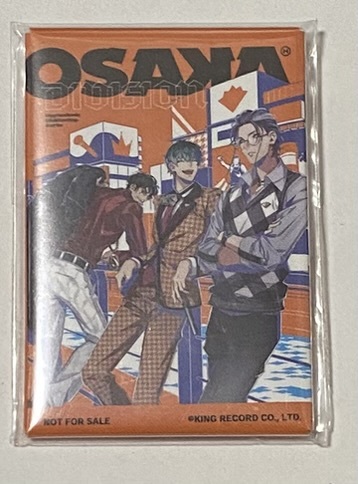 OSAKA
DIVISION
NOT FOR SALE
©KING RECORD CO., LTD.